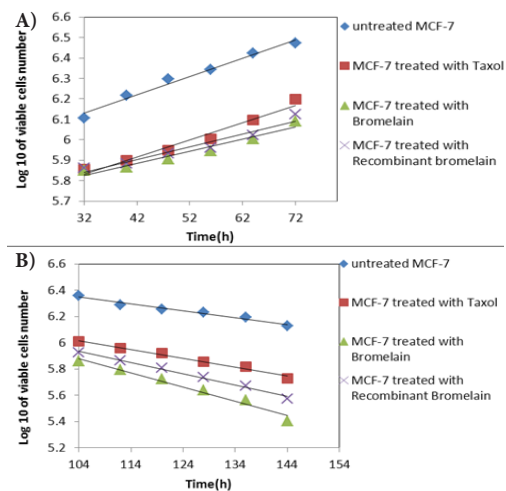 A)
6.6
6.5
6.4
6.3
6.2
6.1
6
5.9
5.8
5.7
32
42
52
62
72
Time(h)
Log 10 of viable cells number
untreated MCF-7
MCF-7 treated with Taxol
MCF-7 treated with
Bromelain
MCF-7 treated with
Recombinant bromelain
B)
6.6
6.4
6.2
6
5.8
5.6
5.4
5.2
104
114
124
134
144
154
Time(h)
Log 10 of viable cells number
untreated MCF-7
MCF-7 treated with Taxol
MCF-7 treated with
Bromelain
MCF-7 treated with
Recombinant Bromelain